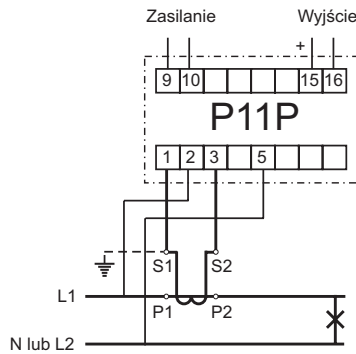 Zasilanie Wyjście
+
9 10 15 16
P11P
1 2 3 5
S1 S2
L1 P1 P2
N lub L2